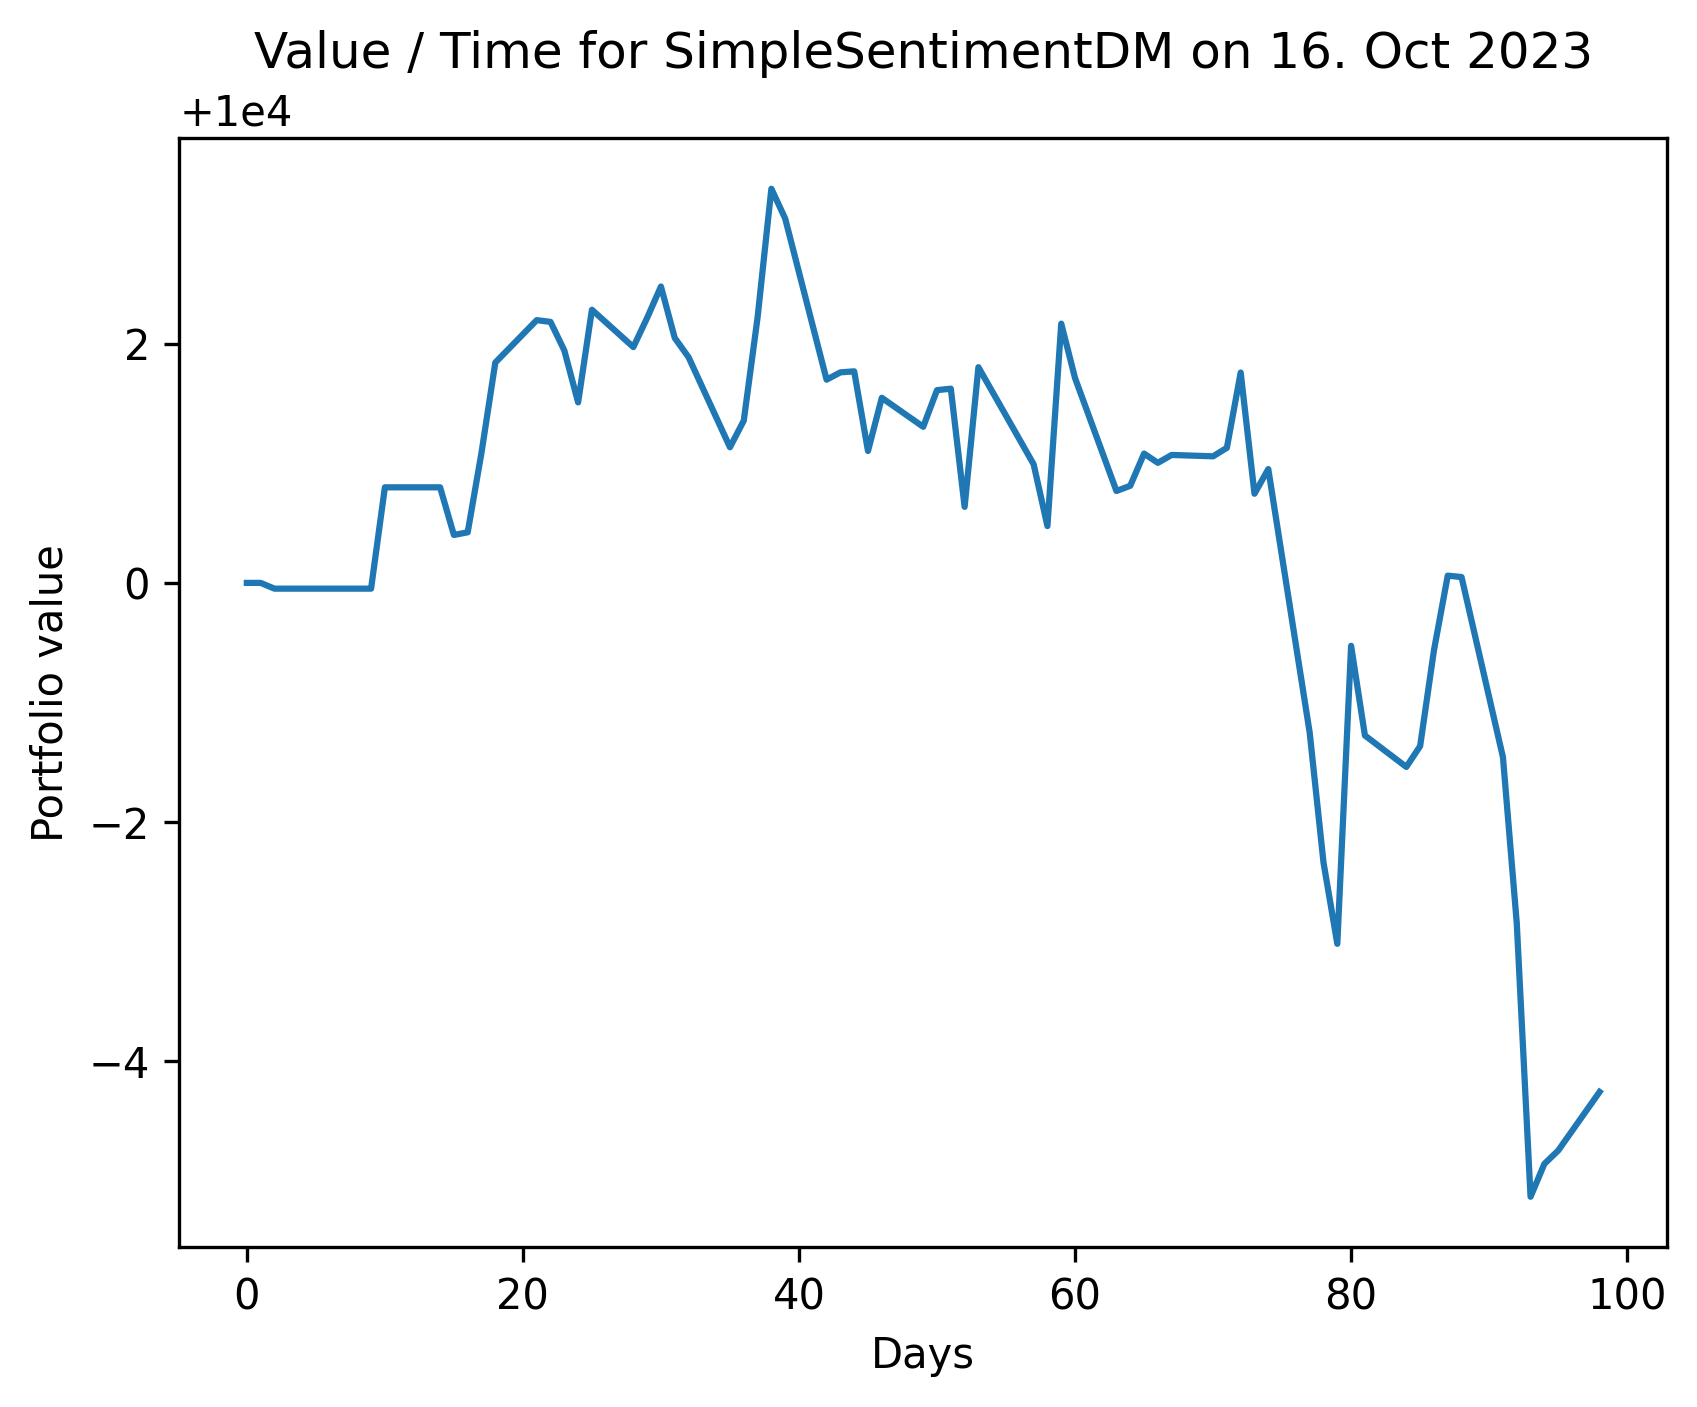 Value / Time for SimpleSentimentDM on 16. Oct 2023
+1e4
2
0
−2
−4
Portfolio value
0 20 40 60 80 100
Days